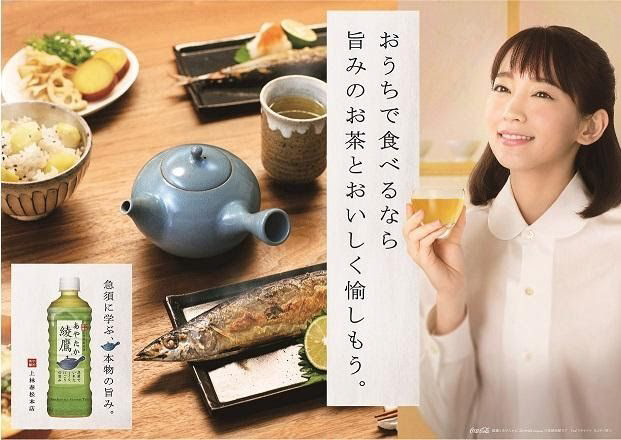 おうちで食べるなら
旨みのお茶とおいしく愉しもう。
急須に学ぶ
本物の旨み。
上林春松本店
あやたか
綾鷹
Coca-Cola